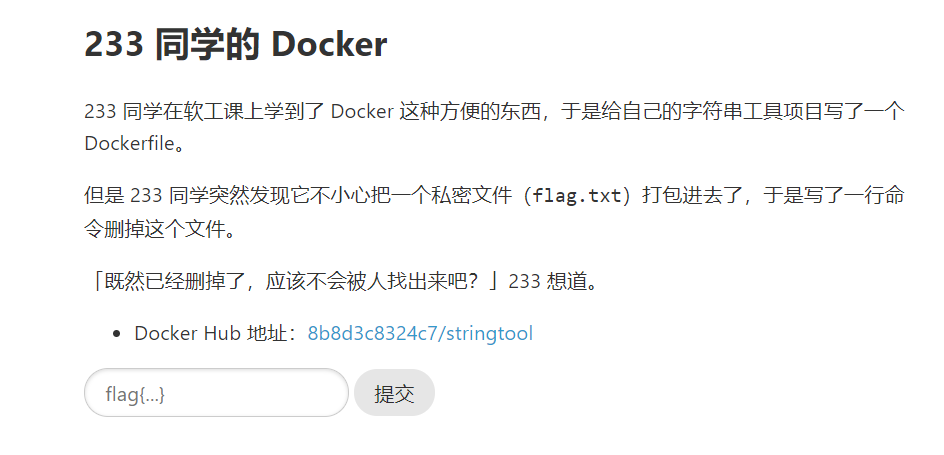 233 同学的 Docker
233 同学在软工课上学到了 Docker 这种方便的东西，于是给自己的字符串工具项目写了一个
Dockerfile。
但是 233 同学突然发现它不小心把一个私密文件（flag.txt）打包进去了，于是写了一行命
令删掉这个文件。
「既然已经删掉了，应该不会被人找出来吧？」233 想道。
• Docker Hub 地址：8b8d3c8324c7/stringtool
flag{...} 提交